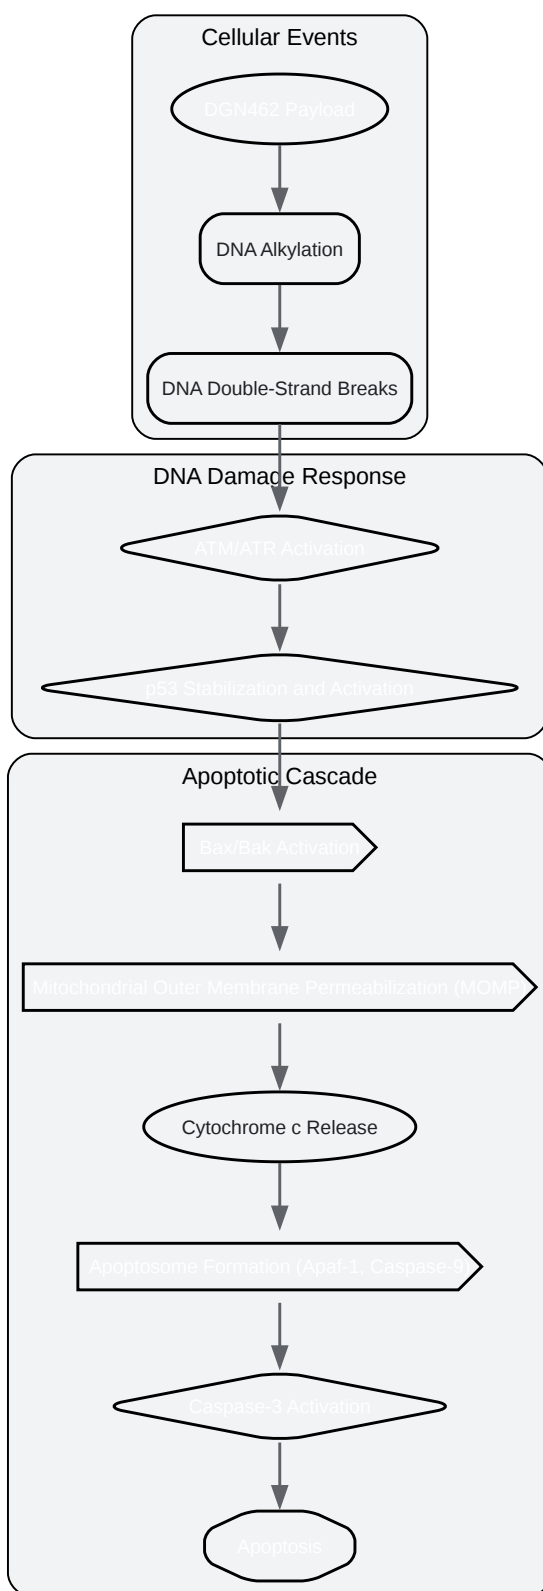 Cellular Events
DGN462 Payload
DNA Alkylation
DNA Double-Strand Breaks
DNA Damage Response
ATM/ATR Activation
p53 Stabilization and Activation
Apoptotic Cascade
Bax/Bak Activation
Mitochondrial Outer Membrane Permeabilization (MOMP)
Cytochrome c Release
Apoptosome Formation (Apaf-1, Caspase-9)
Caspase-3 Activation
Apoptosis